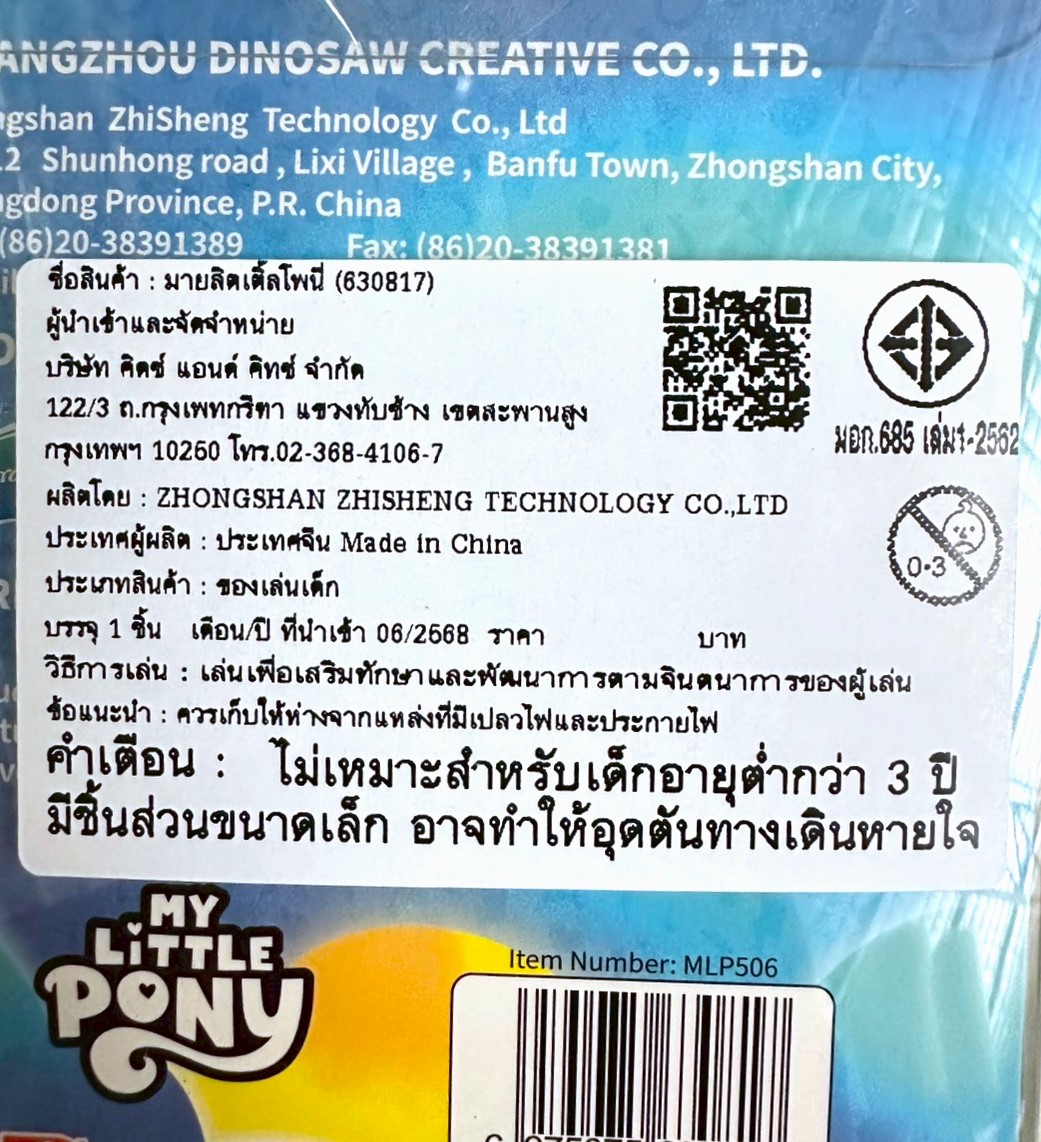 ANGZHOU DINOSAW CREATIVE CO., LTD.
gshan ZhiSheng Technology Co., Ltd
2 Shunhong road , Lixi Village , Banfu Town, Zhongshan City,
gdong Province, P.R. China
(86)20-38391389 Fax: (86)20-38391381
ชื่อสินค้า : มายลิตเติ้ลโพนี่ (630817)
ผู้นำเข้าและจัดจำหน่าย
บริษัท คิดซ์ แอนด์ คิทซ์ จำกัด
122/3 ถ.กรุงเทพกรีฑา แขวงทับช้าง เขตสะพานสูง
กรุงเทพฯ 10250 โทร.02-368-4106-7
มอก.685 เล่ม1-2562
ผลิตโดย : ZHONGSHAN ZHISHENG TECHNOLOGY CO.,LTD
ประเทศผู้ผลิต : ประเทศจีน Made in China
0-3
ประเภทสินค้า : ของเล่นเด็ก
บรรจุ 1 ชิ้น เดือน/ปี ที่นำเข้า 06/2568 ราคา บาท
วิธีการเล่น : เล่นเพื่อเสริมทักษาและพัฒนาการตามจินตนาการของผู้เล่น
ข้อแนะนำ : ควรเก็บให้ห่างจากแหล่งที่มีเปลวไฟและประกายไฟ
คำเตือน : ไม่เหมาะสำหรับเด็กอายุต่ำกว่า 3 ปี
มีชิ้นส่วนขนาดเล็ก อาจทำให้อุดตันทางเดินหายใจ
MY
LiTTLE
PONY
Item Number: MLP506